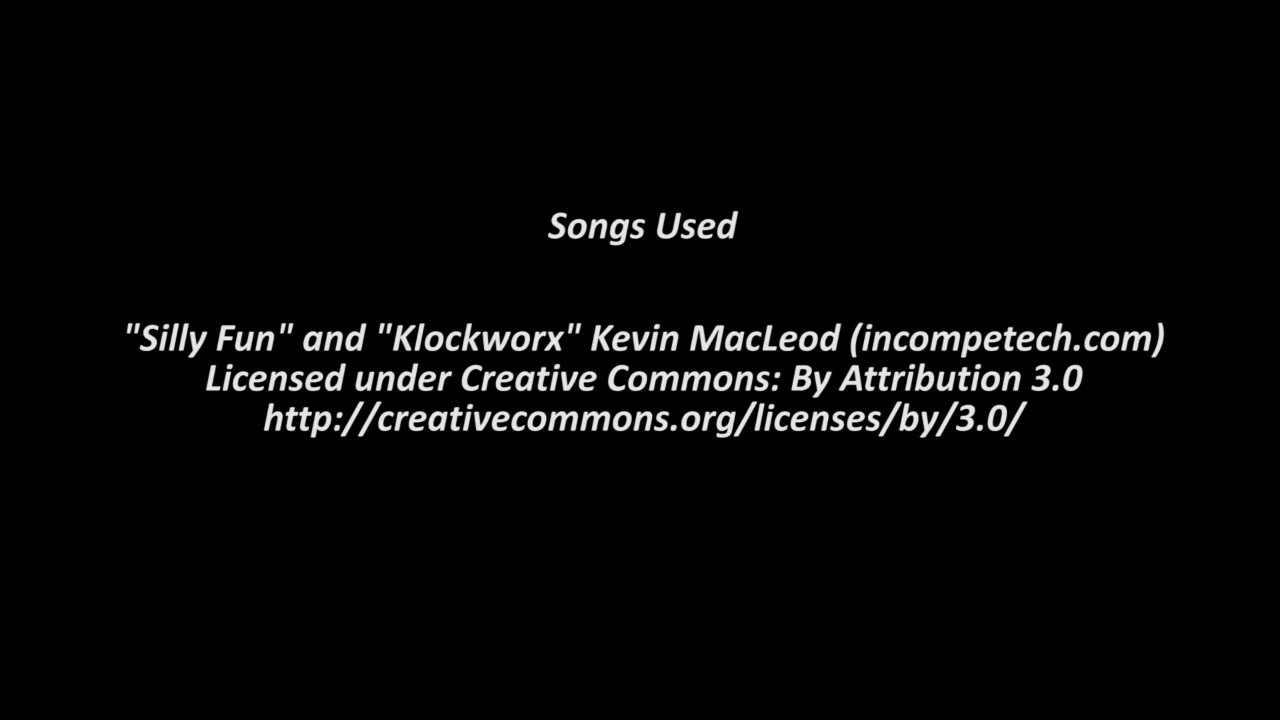 Songs Used
"Silly Fun" and "Klockworx" Kevin MacLeod (incompetech.com)
Licensed under Creative Commons: By Attribution 3.0
http://creativecommons.org/licenses/by/3.0/